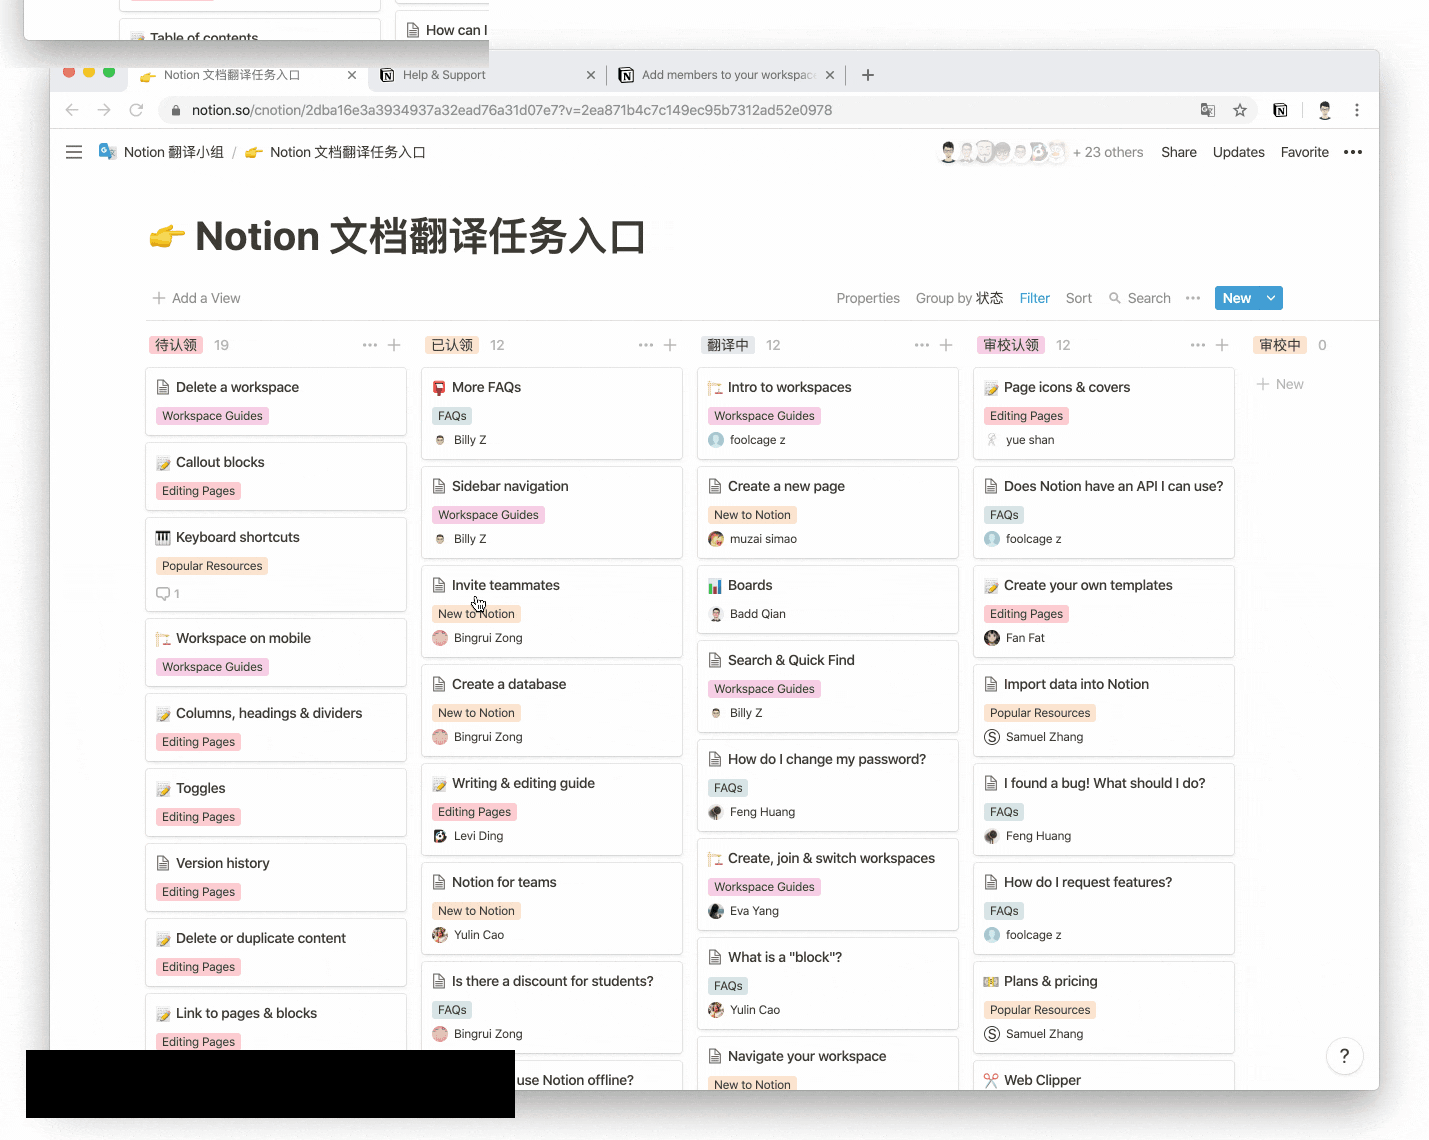 Table of contents
How can I
Notion 文档翻译任务入口
Help & Support
Add members to your workspac
notion.so/cnotion/2dba16e3a3934937a32ead76a31d07e7?v=2ea871b4c7c149ec95b7312ad52e0978
Notion 翻译小组 / Notion 文档翻译任务入口
+ 23 others Share Updates Favorite
Notion 文档翻译任务入口
Add a View
Properties Group by 状态 Filter Sort Search New
待认领 19
Delete a workspace
Workspace Guides
Callout blocks
Editing Pages
Keyboard shortcuts
Popular Resources
1
Workspace on mobile
Workspace Guides
Columns, headings & dividers
Editing Pages
Toggles
Editing Pages
Version history
Editing Pages
Delete or duplicate content
Editing Pages
Link to pages & blocks
Editing Pages
已认领 12
More FAQs
FAQs
Billy Z
Sidebar navigation
Workspace Guides
Billy Z
Invite teammates
New to Notion
Bingrui Zong
Create a database
New to Notion
Bingrui Zong
Writing & editing guide
Editing Pages
Levi Ding
Notion for teams
New to Notion
Yulin Cao
Is there a discount for students?
FAQs
Bingrui Zong
use Notion offline?
翻译中 12
Intro to workspaces
Workspace Guides
foolcage z
Create a new page
New to Notion
muzai simao
Boards
Badd Qian
Search & Quick Find
Workspace Guides
Billy Z
How do I change my password?
FAQs
Feng Huang
Create, join & switch workspaces
Workspace Guides
Eva Yang
What is a "block"?
FAQs
Yulin Cao
Navigate your workspace
New to Notion
审校认领 12
Page icons & covers
Editing Pages
yue shan
Does Notion have an API I can use?
FAQs
foolcage z
Create your own templates
Editing Pages
Fan Fat
Import data into Notion
Popular Resources
Samuel Zhang
I found a bug! What should I do?
FAQs
Feng Huang
How do I request features?
FAQs
foolcage z
Plans & pricing
Popular Resources
Samuel Zhang
Web Clipper
审校中 0
New
?